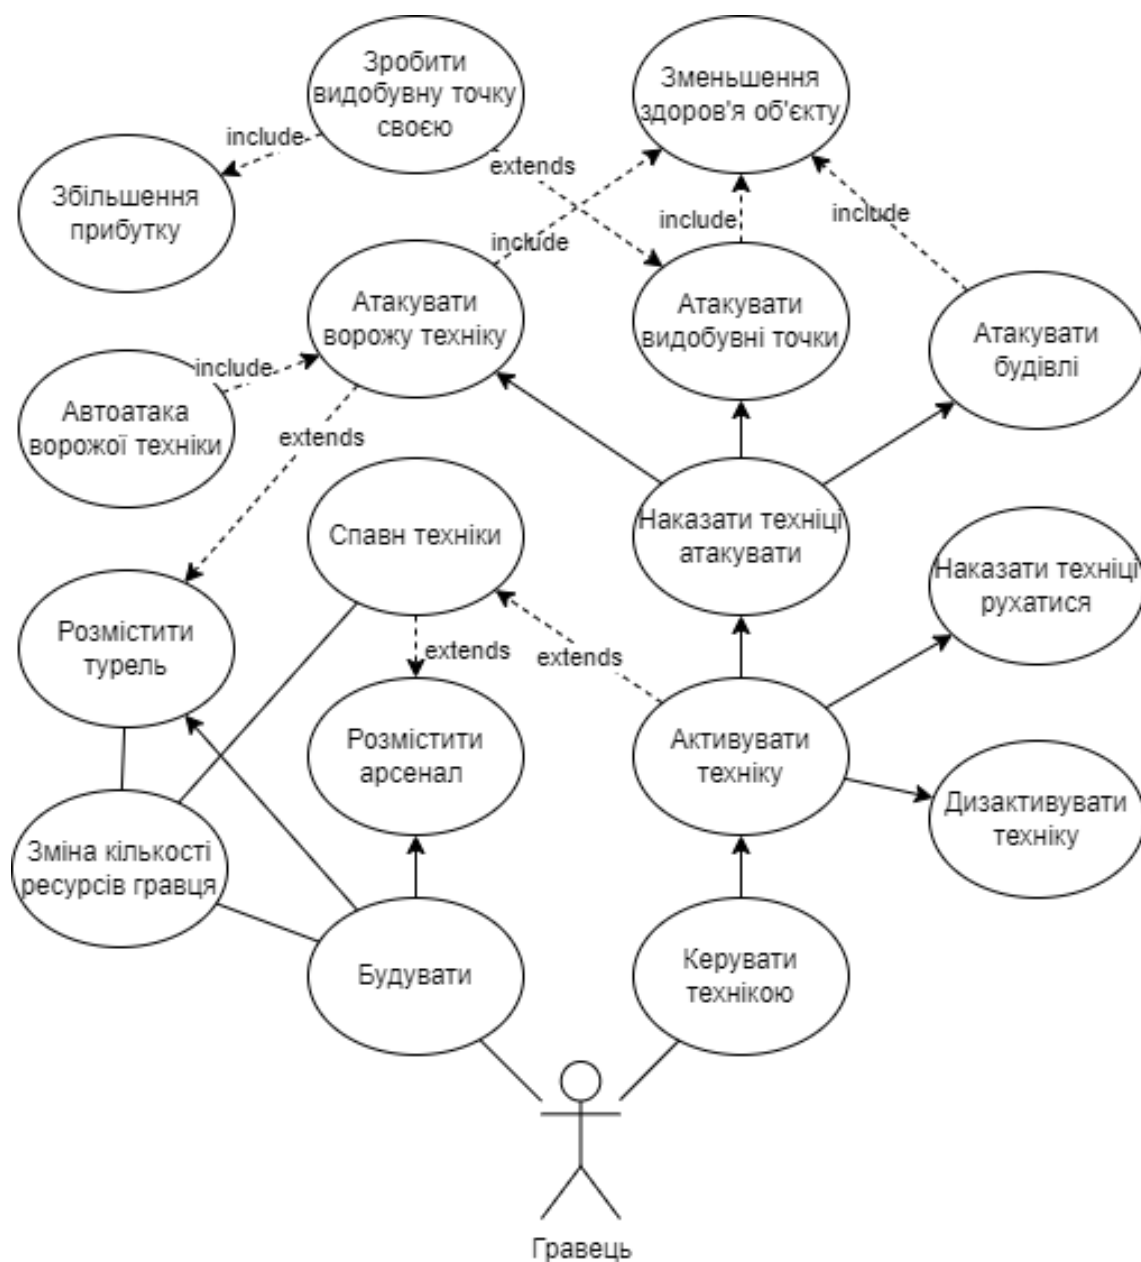 Зробити
видобувну точку
своєю
Зменьшення
здоров'я об'єкту
include
extends
Збільшення
прибутку
include
include
include
Атакувати
ворожу техніку
Атакувати
видобувні точки
Атакувати
будівлі
include
Автоатака
ворожої техніки
extends
Спавн техніки
Наказати техніці
атакувати
Наказати техніці
рухатися
Розмістити
турель
extends
extends
Розмістити
арсенал
Активувати
техніку
Дизактивувати
техніку
Зміна кількості
ресурсів гравця
Будувати
Керувати
технікою
Гравець